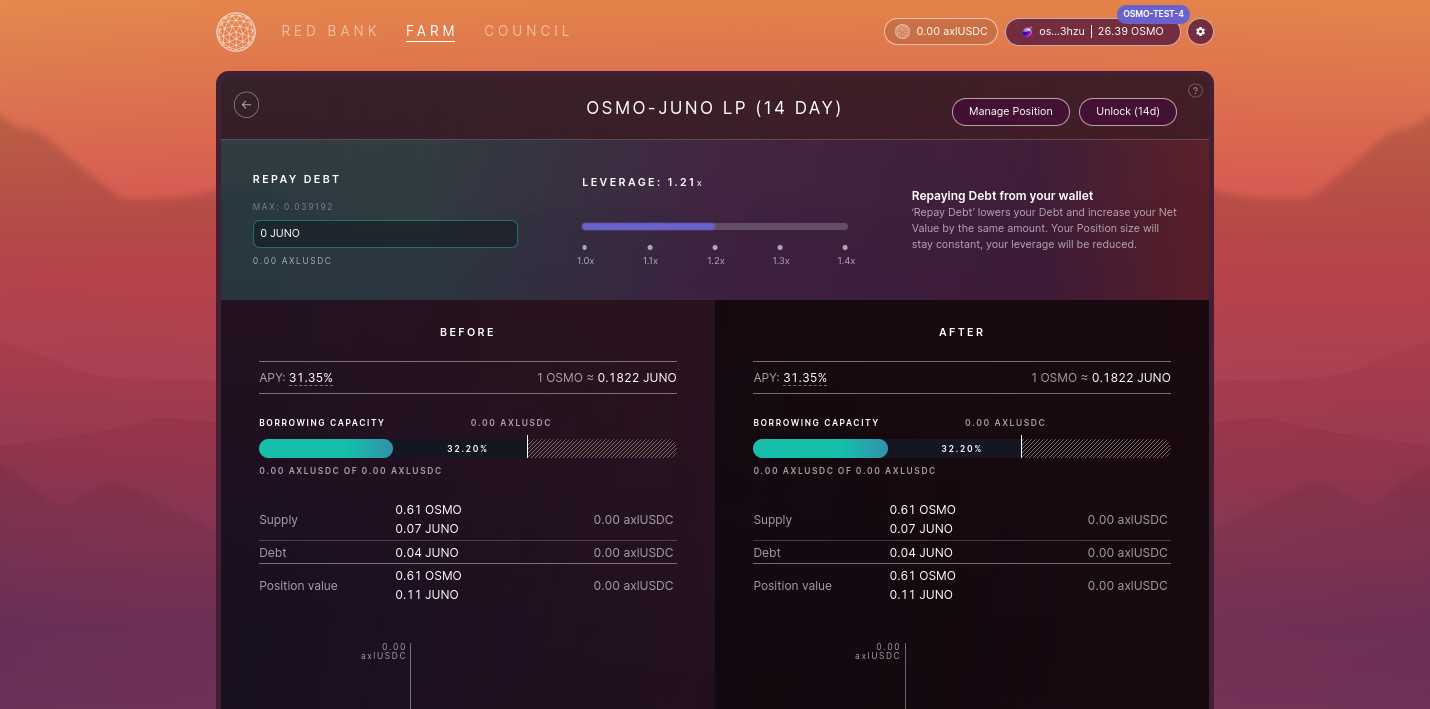 RED BANK FARM COUNCIL 0.00 axlUSDC os...3hzu | 26.39 OSMO
OSMO-TEST-4
OSMO-JUNO LP (14 DAY)
Manage Position
Unlock (14d)
?
REPAY DEBT
MAX: 0.039192
0 JUNO
0.00 AXLUSDC
LEVERAGE: 1.21x
1.0x 1.1x 1.2x 1.3x 1.4x
Repaying Debt from your wallet
'Repay Debt' lowers your Debt and increase your Net
Value by the same amount. Your Position size will
stay constant, your leverage will be reduced.
BEFORE
APY: 31.35% 1 OSMO ≈ 0.1822 JUNO
BORROWING CAPACITY 0.00 AXLUSDC
32.20%
0.00 AXLUSDC OF 0.00 AXLUSDC
Supply 0.61 OSMO 0.00 axlUSDC
0.07 JUNO
Debt 0.04 JUNO 0.00 axlUSDC
Position value 0.61 OSMO 0.00 axlUSDC
0.11 JUNO
0.00
axlUSDC
AFTER
APY: 31.35% 1 OSMO ≈ 0.1822 JUNO
BORROWING CAPACITY 0.00 AXLUSDC
32.20%
0.00 AXLUSDC OF 0.00 AXLUSDC
Supply 0.61 OSMO 0.00 axlUSDC
0.07 JUNO
Debt 0.04 JUNO 0.00 axlUSDC
Position value 0.61 OSMO 0.00 axlUSDC
0.11 JUNO
0.00
axlUSDC